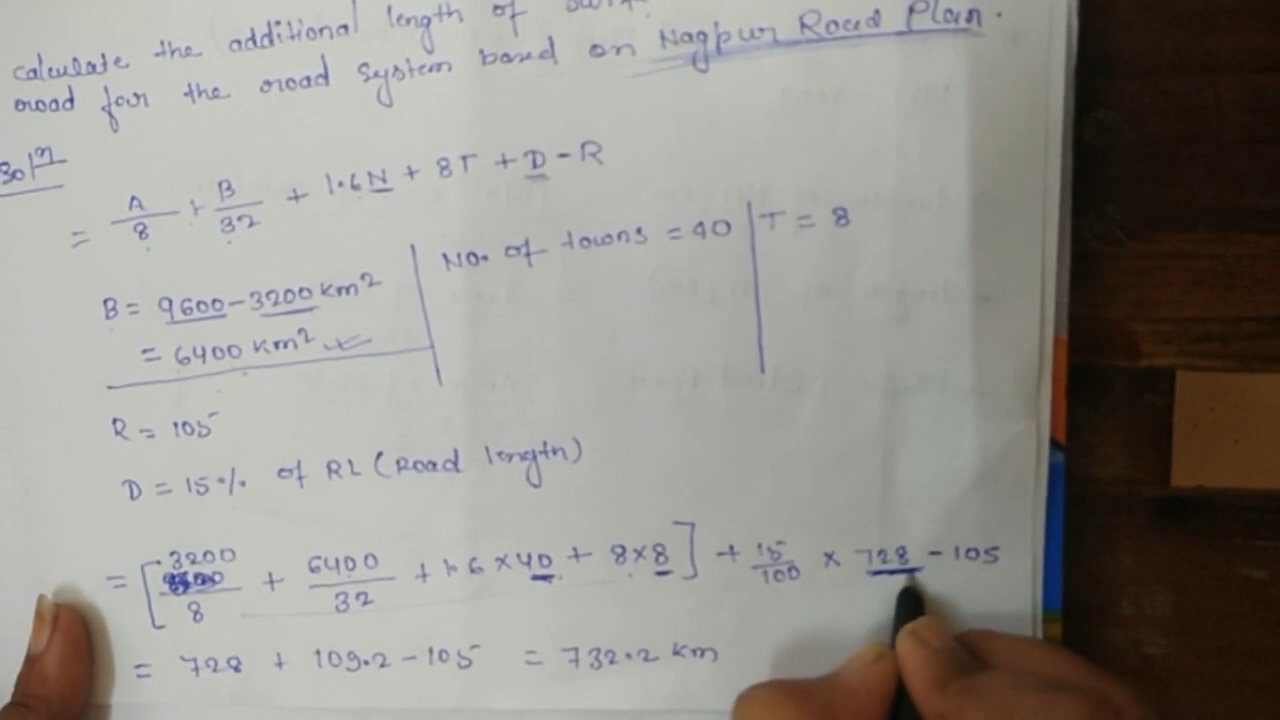 calculate the additional length of
road for the road system based on Nagpur Road Plan.
Sol^n
= A/8 + B/32 + 1.6N + 8T + D - R
B = 9600-3200 km²
= 6400 km²
No. of towns = 40
T = 8
R = 105
D = 15% of RL (Road length)
= [3200/8 + 6400/32 + 1.6 × 40 + 8×8] + 15/100 × 728 - 105
= 728 + 109.2 - 105 = 732.2 km